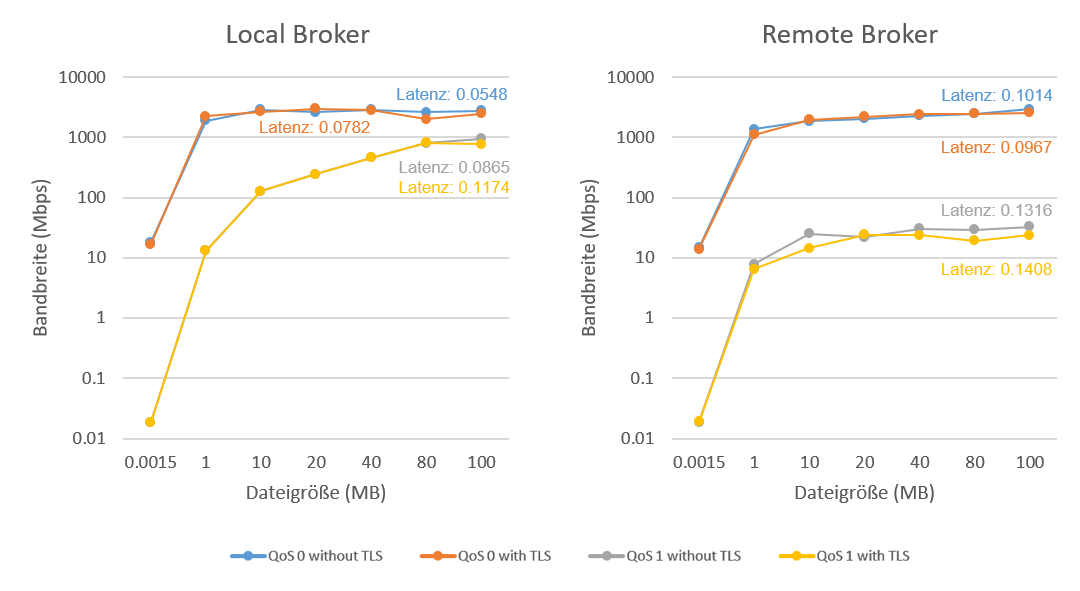 Local Broker
10000
1000
100
10
1
0.1
0.01
Bandbreite (Mbps)
Latenz: 0.0548
Latenz: 0.0782
Latenz: 0.0865
Latenz: 0.1174
0.0015 1 10 20 40 80 100
Dateigröße (MB)
Remote Broker
10000
1000
100
10
1
0.1
0.01
Bandbreite (Mbps)
Latenz: 0.1014
Latenz: 0.0967
Latenz: 0.1316
Latenz: 0.1408
0.0015 1 10 20 40 80 100
Dateigröße (MB)
QoS 0 without TLS QoS 0 with TLS QoS 1 without TLS QoS 1 with TLS